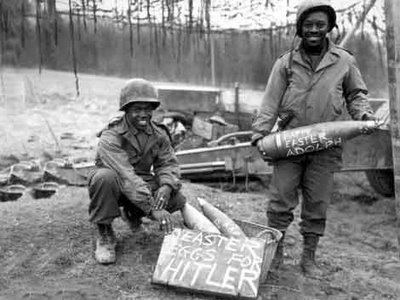 HAPPY
EASTER
ADOLPH
EASTER
EGGS FOR
HITLER